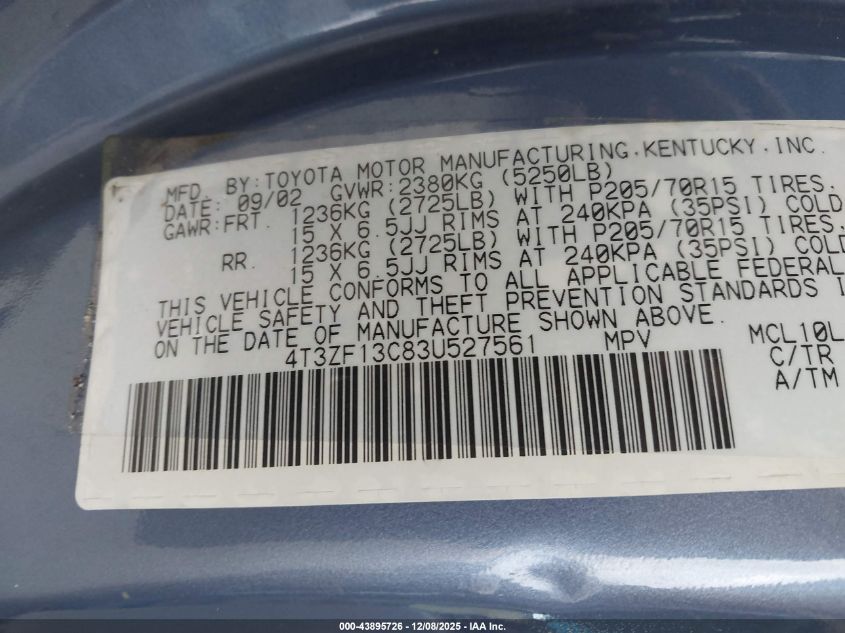 MFD. BY:TOYOTA MOTOR MANUFACTURING,KENTUCKY,INC.
DATE: 09/02 GVWR:2380KG (5250LB)
GAWR:FRT. 1236KG (2725LB) WITH P205/70R15 TIRES.
15 X 6.5JJ RIMS AT 240KPA (35PSI) COLD
RR. 1236KG (2725LB) WITH P205/70R15 TIRES.
15 X 6.5JJ RIMS AT 240KPA (35PSI) COLD
THIS VEHICLE CONFORMS TO ALL APPLICABLE FEDERAL
VEHICLE SAFETY AND THEFT PREVENTION STANDARDS I
ON THE DATE OF MANUFACTURE SHOWN ABOVE.
4T3ZF13C83U527561 MPV MCL10L
C/TR
A/TM
000-43895726 - 12/08/2025 - IAA Inc.